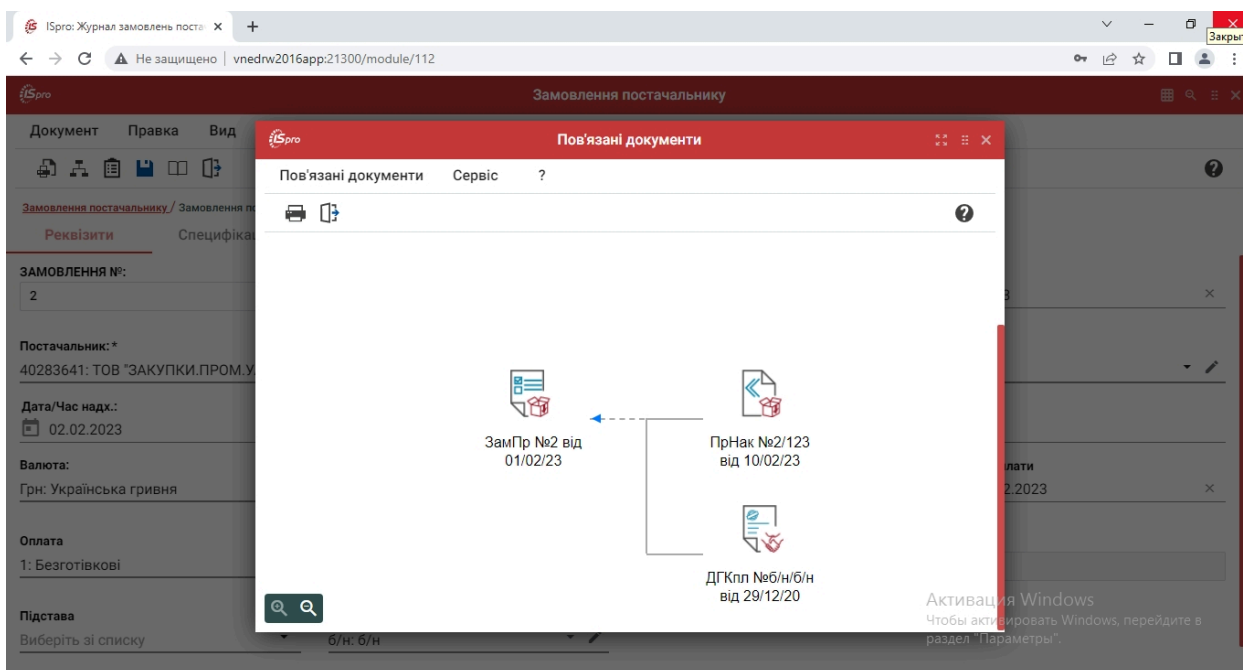 ISpro: Журнал замовлень поста
Закрыт
Не защищено | vnedrw2016app:21300/module/112
iSpro
Замовлення постачальнику
Документ Правка Вид
iSpro
Пов'язані документи
Пов'язані документи Сервіс ?
Замовлення постачальнику / Замовлення по
Реквізити Специфікац
ЗАМОВЛЕННЯ №:
2
3
Постачальник: *
40283641: ТОВ "ЗАКУПКИ.ПРОМ.У
Дата/Час надх.:
02.02.2023
ЗамПр №2 від
01/02/23
ПрНак №2/123
від 10/02/23
Валюта:
лати
Грн: Українська гривня
2.2023
Оплата
1: Безготівкові
ДГКпл №б/н/б/н
від 29/12/20
Підстава
Виберіть зі списку
б/н: б/н
Активация Windows
Чтобы активировать Windows, перейдите в
раздел "Параметры".